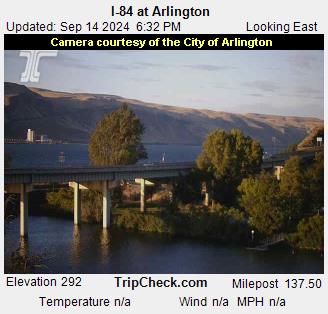 I-84 at Arlington
Updated: Sep 14 2024 6:32 PM Looking East
Camera courtesy of the City of Arlington
Elevation 292 TripCheck.com Milepost 137.50
Temperature n/a Wind n/a MPH n/a